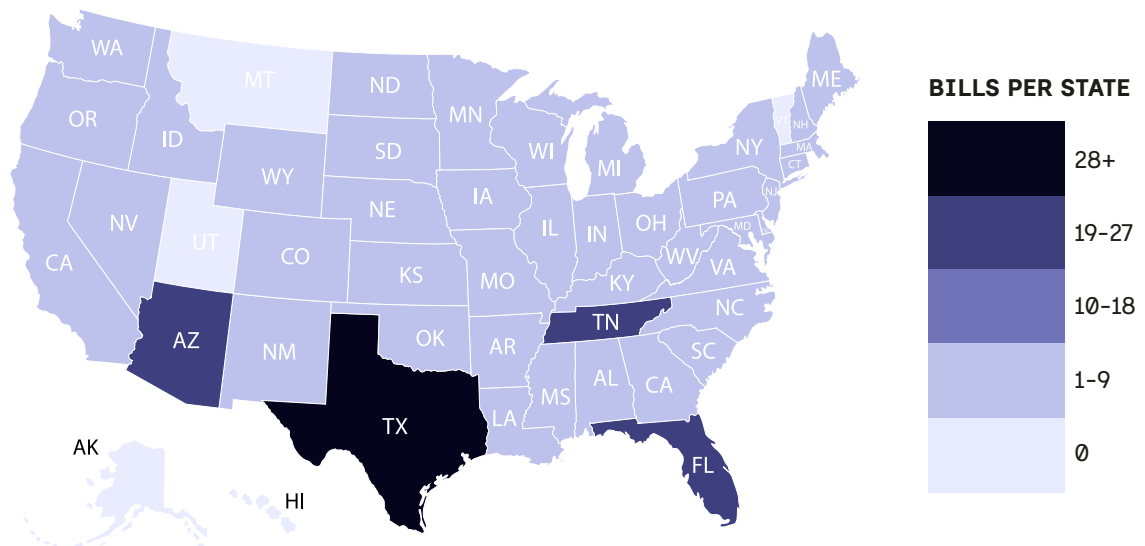 WA
MT
ND
ME
OR
MN
VT
NH
ID
SD
WI
NY
MA
MI
CT
WY
IA
PA
NJ
NE
NV
OH
MD
UT
IL
IN
CO
WV
VA
CA
KS
MO
KY
NC
TN
AZ
OK
NM
AR
SC
AL
CA
MS
TX
LA
AK
FL
HI
BILLS PER STATE
28+
19-27
10-18
1-9
0